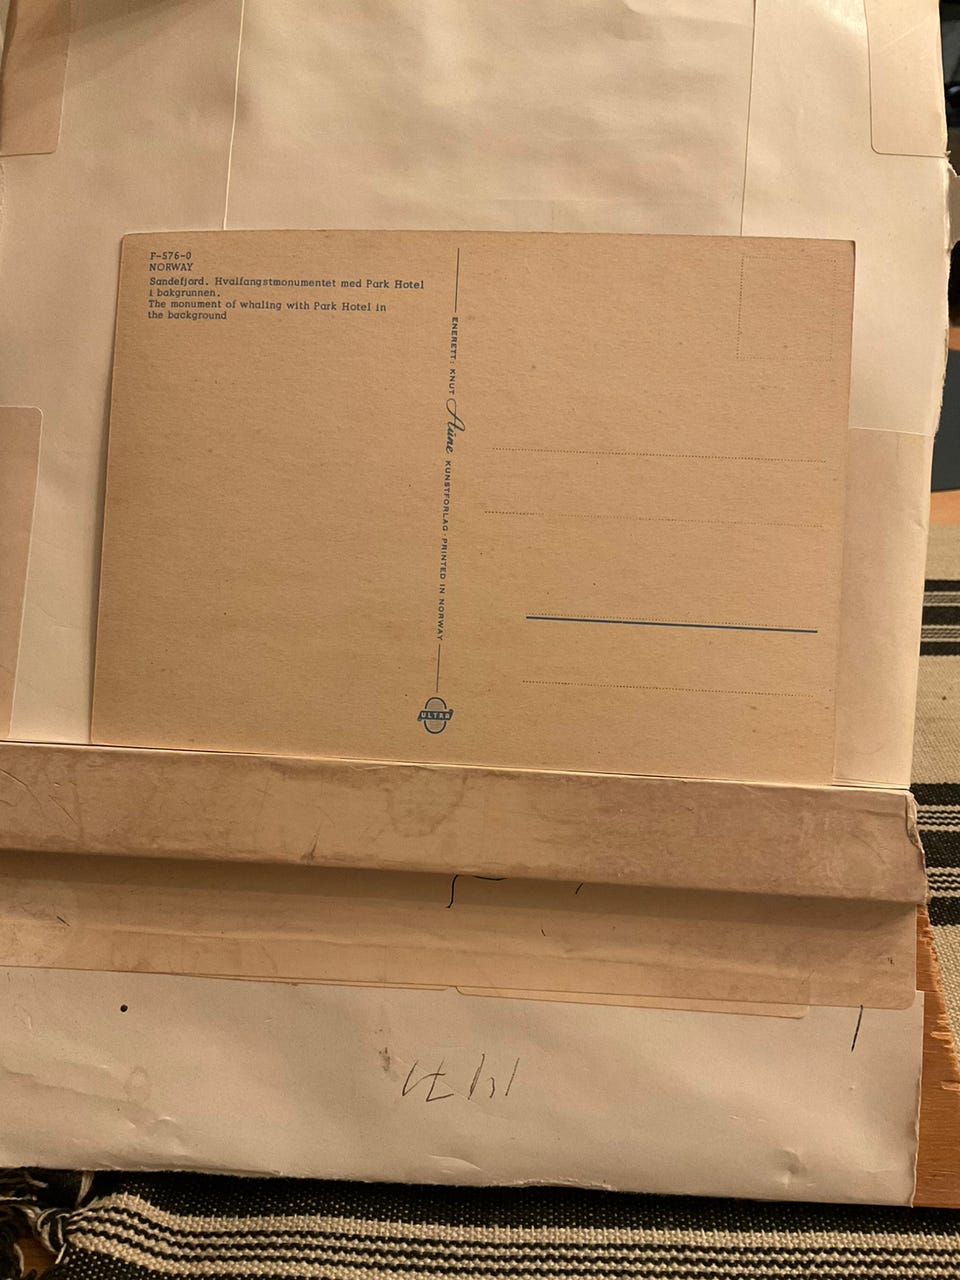 F-576-0
NORWAY
Sandefjord. Hvalfangstmonumentet med Park Hotel
i bakgrunnen.
The monument of whaling with Park Hotel in
the background
ENERETT: KNUT Aune KUNSTFORLAG · PRINTED IN NORWAY
ULTRA